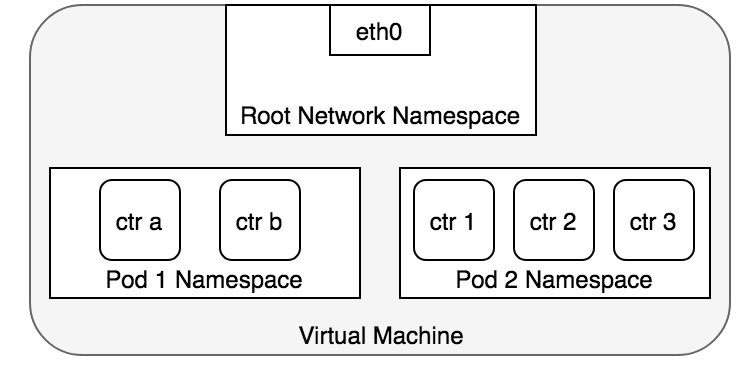 eth0
Root Network Namespace
ctr a
ctr b
Pod 1 Namespace
ctr 1
ctr 2
ctr 3
Pod 2 Namespace
Virtual Machine